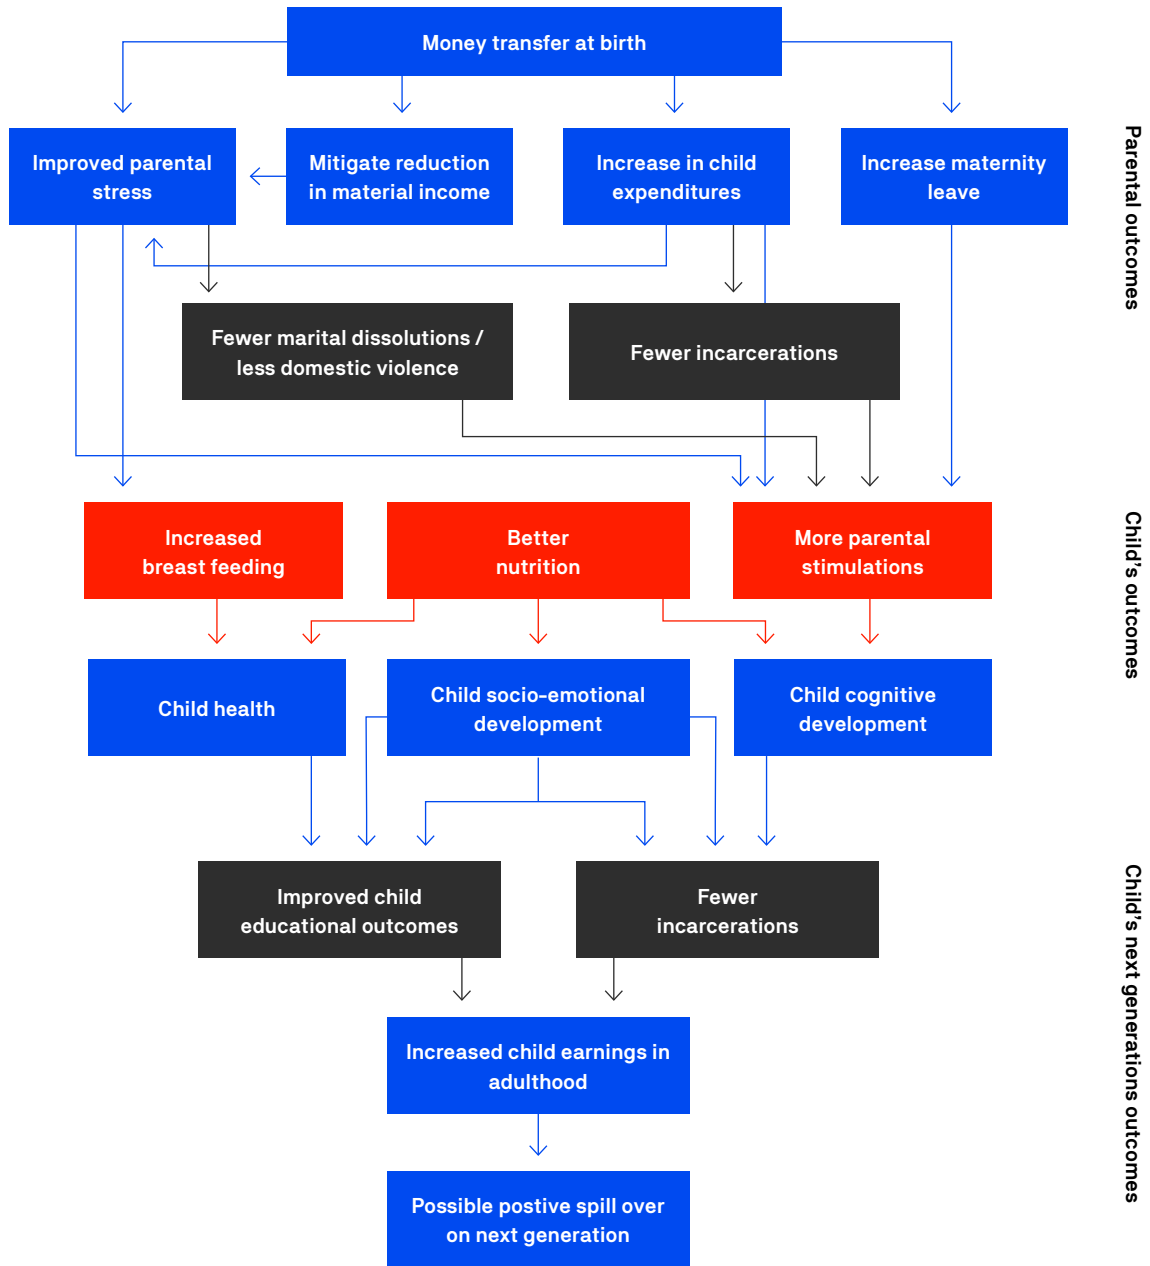 Money transfer at birth
Improved parental
stress
Mitigate reduction
in material income
Increase in child
expenditures
Increase maternity
leave
Parental outcomes
Fewer marital dissolutions /
less domestic violence
Fewer incarcerations
Increased
breast feeding
Better
nutrition
More parental
stimulations
Child's outcomes
Child health
Child socio-emotional
development
Child cognitive
development
Improved child
educational outcomes
Fewer
incarcerations
Child's next generations outcomes
Increased child earnings in
adulthood
Possible postive spill over
on next generation